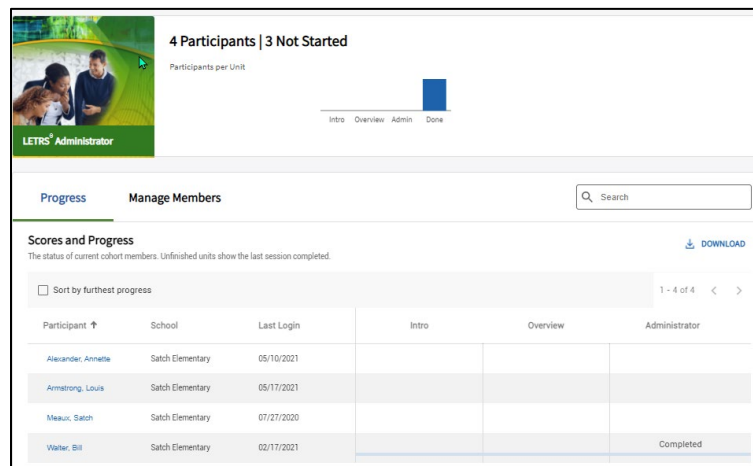 4 Participants | 3 Not Started
Participants per Unit
Intro Overview Admin Done
LETRS® Administrator
Progress Manage Members Search
Scores and Progress
DOWNLOAD
The status of current cohort members. Unfinished units show the last session completed.
Sort by furthest progress 1 - 4 of 4 < >
Participant ↑ School Last Login Intro Overview Administrator
Alexander, Annette Satch Elementary 05/10/2021
Armstrong, Louis Satch Elementary 05/17/2021
Meaux, Satch Satch Elementary 07/27/2020
Walter, Bill Satch Elementary 02/17/2021 Completed